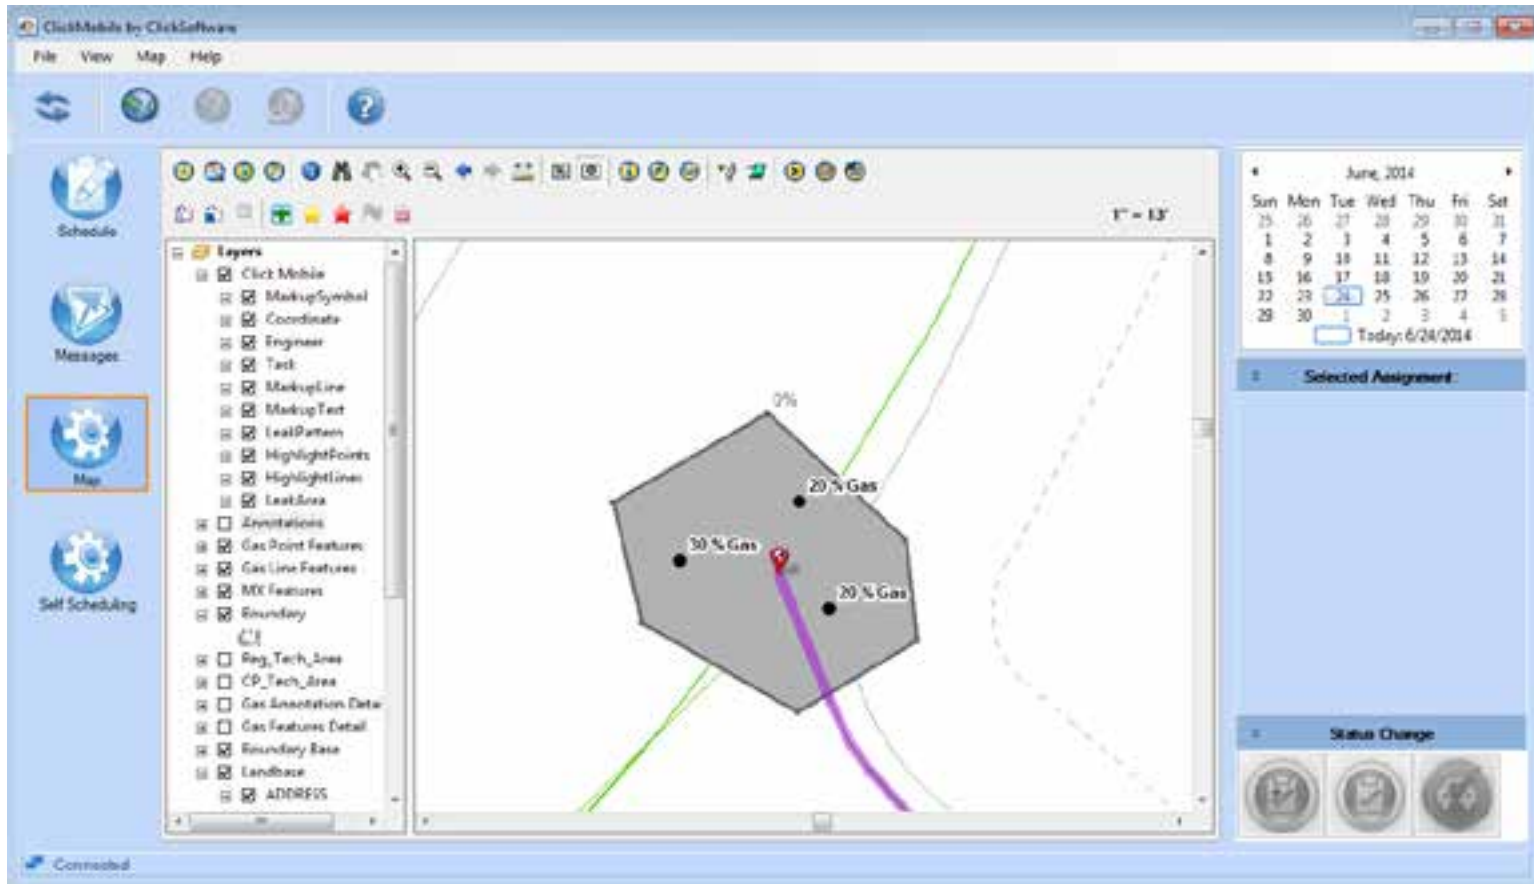 ClickMobile by ClickSoftware
File View Map Help
Schedule
Messages
Map
Self Scheduling
1" = 13'
Layers
Click Mobile
MarkupSymbol
Coordinate
Engineer
Task
MarkupLine
MarkupText
LeakPattern
HighlightPoints
HighlightLines
LeakArea
Annotations
Gas Point Features
Gas Line Features
MX Features
Boundary
Reg_Tech_Area
CP_Tech_Area
Gas Annotation Detai
Gas Features Detail
Boundary Base
Landbase
ADDRESS
0%
20 % Gas
30 % Gas
20 % Gas
June, 2014
Sun Mon Tue Wed Thu Fri Sat
25 26 27 28 29 30 31
1 2 3 4 5 6 7
8 9 10 11 12 13 14
15 16 17 18 19 20 21
22 23 24 25 26 27 28
29 30 1 2 3 4 5
Today: 6/24/2014
Selected Assignment:
Status Change
Connected